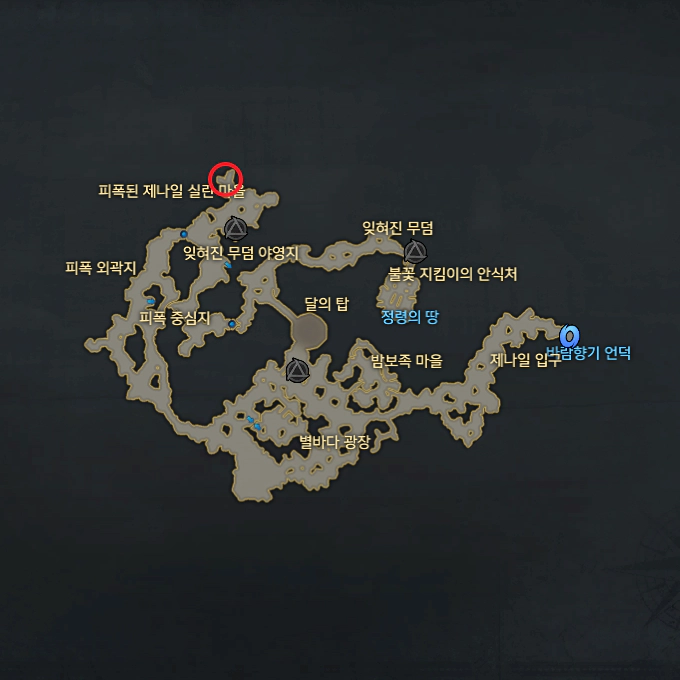 피폭된 제나일 실린 마을
잊혀진 무덤
잊혀진 무덤 야영지
피폭 외곽지
불꽃 지킴이의 안식처
달의 탑
정령의 땅
피폭 중심지
바람향기 언덕
밤보족 마을
제나일 입구
별바다 광장